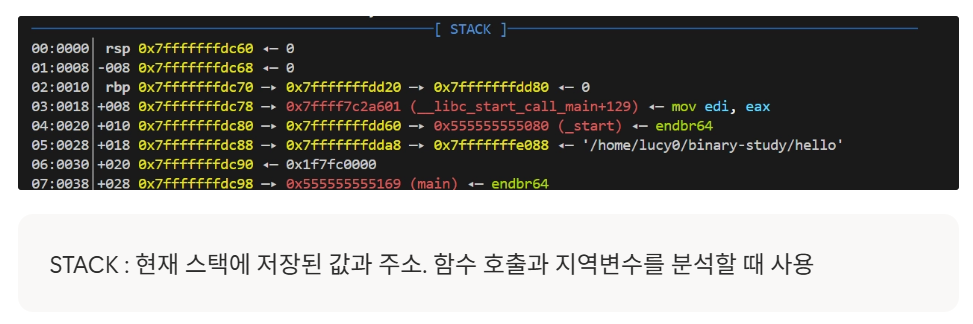 [ STACK ]
00:0000│ rsp 0x7fffffffdc60 ◂— 0
01:0008│-008 0x7fffffffdc68 ◂— 0
02:0010│ rbp 0x7fffffffdc70 —▸ 0x7fffffffdd20 —▸ 0x7fffffffdd80 ◂— 0
03:0018│+008 0x7fffffffdc78 —▸ 0x7ffff7c2a601 (__libc_start_call_main+129) ◂— mov edi, eax
04:0020│+010 0x7fffffffdc80 —▸ 0x7fffffffdd60 —▸ 0x555555555080 (_start) ◂— endbr64
05:0028│+018 0x7fffffffdc88 —▸ 0x7fffffffdda8 —▸ 0x7fffffffe088 ◂— '/home/lucy0/binary-study/hello'
06:0030│+020 0x7fffffffdc90 ◂— 0x1f7fc0000
07:0038│+028 0x7fffffffdc98 —▸ 0x555555555169 (main) ◂— endbr64
STACK : 현재 스택에 저장된 값과 주소. 함수 호출과 지역변수를 분석할 때 사용